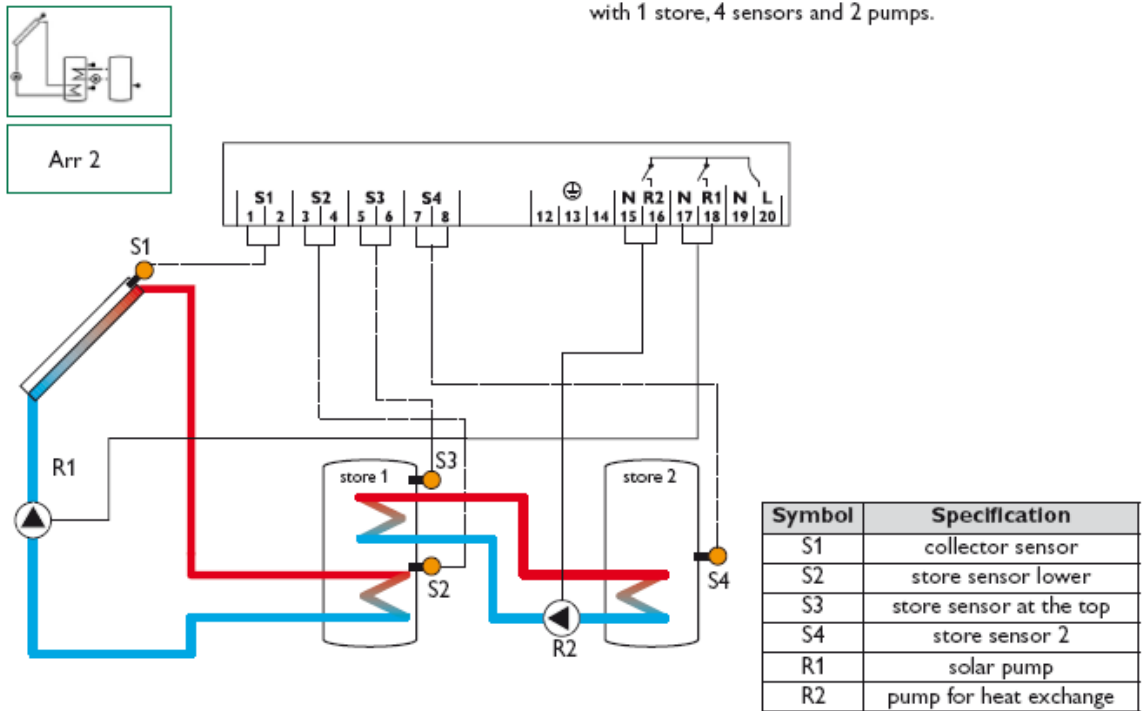 with 1 store, 4 sensors and 2 pumps.
Arr 2
S1 S2 S3 S4 N R2 N R1 N L
1 2 3 4 5 6 7 8 12 13 14 15 16 17 18 19 20
S1
R1
store 1
S3
S2
store 2
S4
R2
Symbol Specification
S1 collector sensor
S2 store sensor lower
S3 store sensor at the top
S4 store sensor 2
R1 solar pump
R2 pump for heat exchange